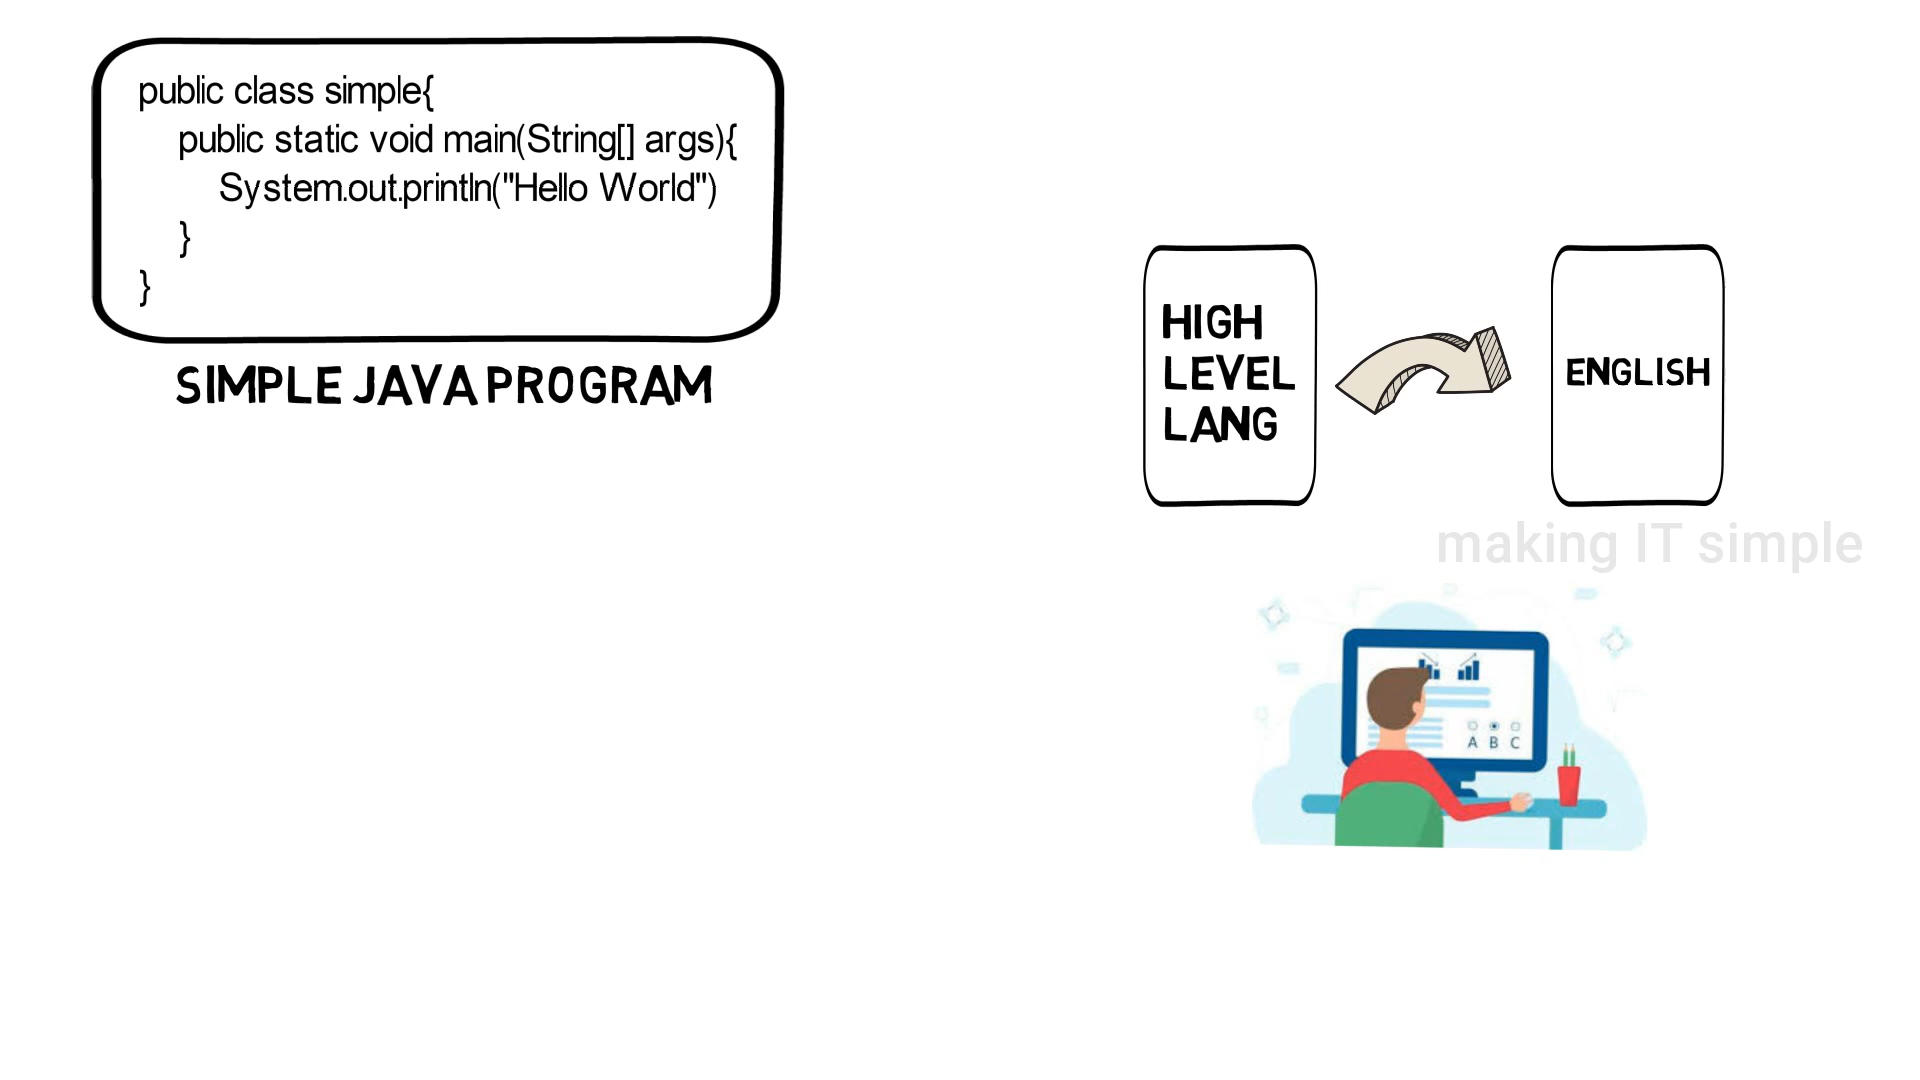 public class simple{
public static void main(String[] args){
System.out.println("Hello World")
}
}
SIMPLE JAVA PROGRAM
HIGH
LEVEL
LANG
ENGLISH
making IT simple
A B C